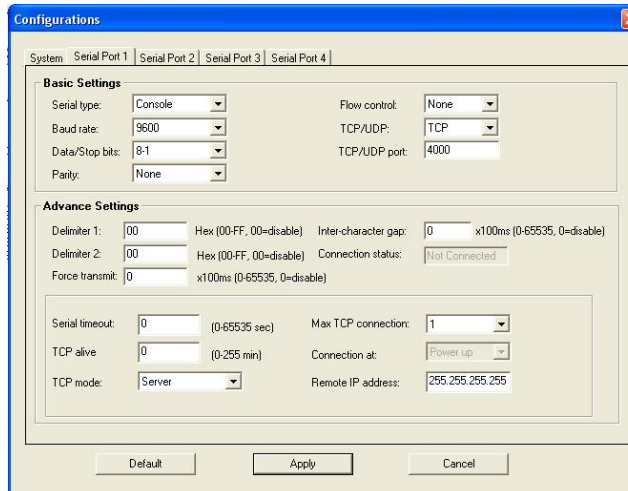 Configurations
System Serial Port 1 Serial Port 2 Serial Port 3 Serial Port 4
Basic Settings
Serial type: Console Flow control: None
Baud rate: 9600 TCP/UDP: TCP
Data/Stop bits: 8-1 TCP/UDP port: 4000
Parity: None
Advance Settings
Delimiter 1: 00 Hex (00-FF, 00=disable) Inter-character gap: 0 x100ms (0-65535, 0=disable)
Delimiter 2: 00 Hex (00-FF, 00=disable) Connection status: Not Connected
Force transmit: 0 x100ms (0-65535, 0=disable)
Serial timeout: 0 (0-65535 sec) Max TCP connection: 1
TCP alive 0 (0-255 min) Connection at: Power up
TCP mode: Server Remote IP address: 255.255.255.255
Default Apply Cancel